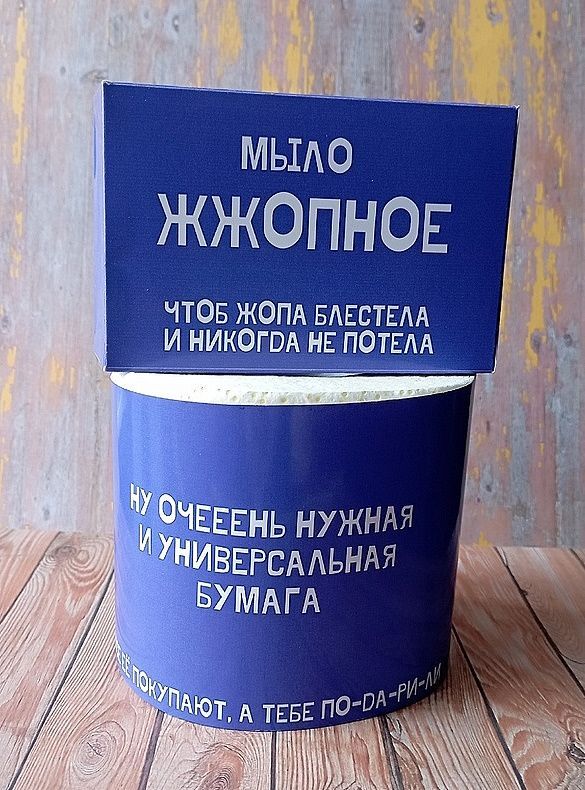 МЫЛО
ЖЖОПНОЕ
ЧТОБ ЖОПА БЛЕСТЕЛА
И НИКОГДА НЕ ПОТЕЛА
НУ ОЧЕЕЕНЬ НУЖНАЯ
И УНИВЕРСАЛЬНАЯ
БУМАГА
ЕЁ ПОКУПАЮТ, А ТЕБЕ ПО-DA-РИ-ЛИ